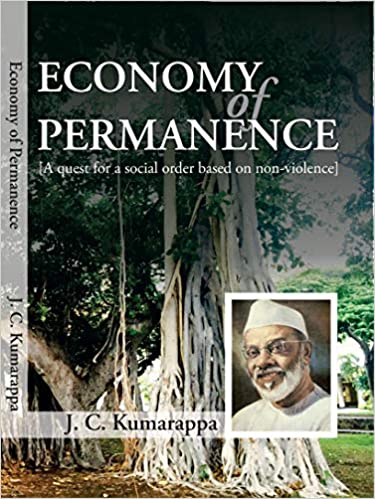 ECONOMY
of
PERMANENCE
[A quest for a social order based on non-violence]
J. C. Kumarappa
Economy of Permanence
J. C. Kumarappa